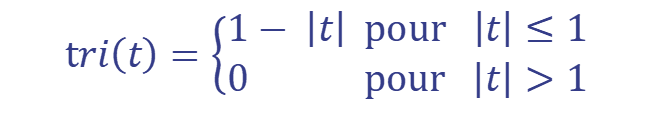 tri(t) = {1 − |t| pour |t| ≤ 1
0 pour |t| > 1